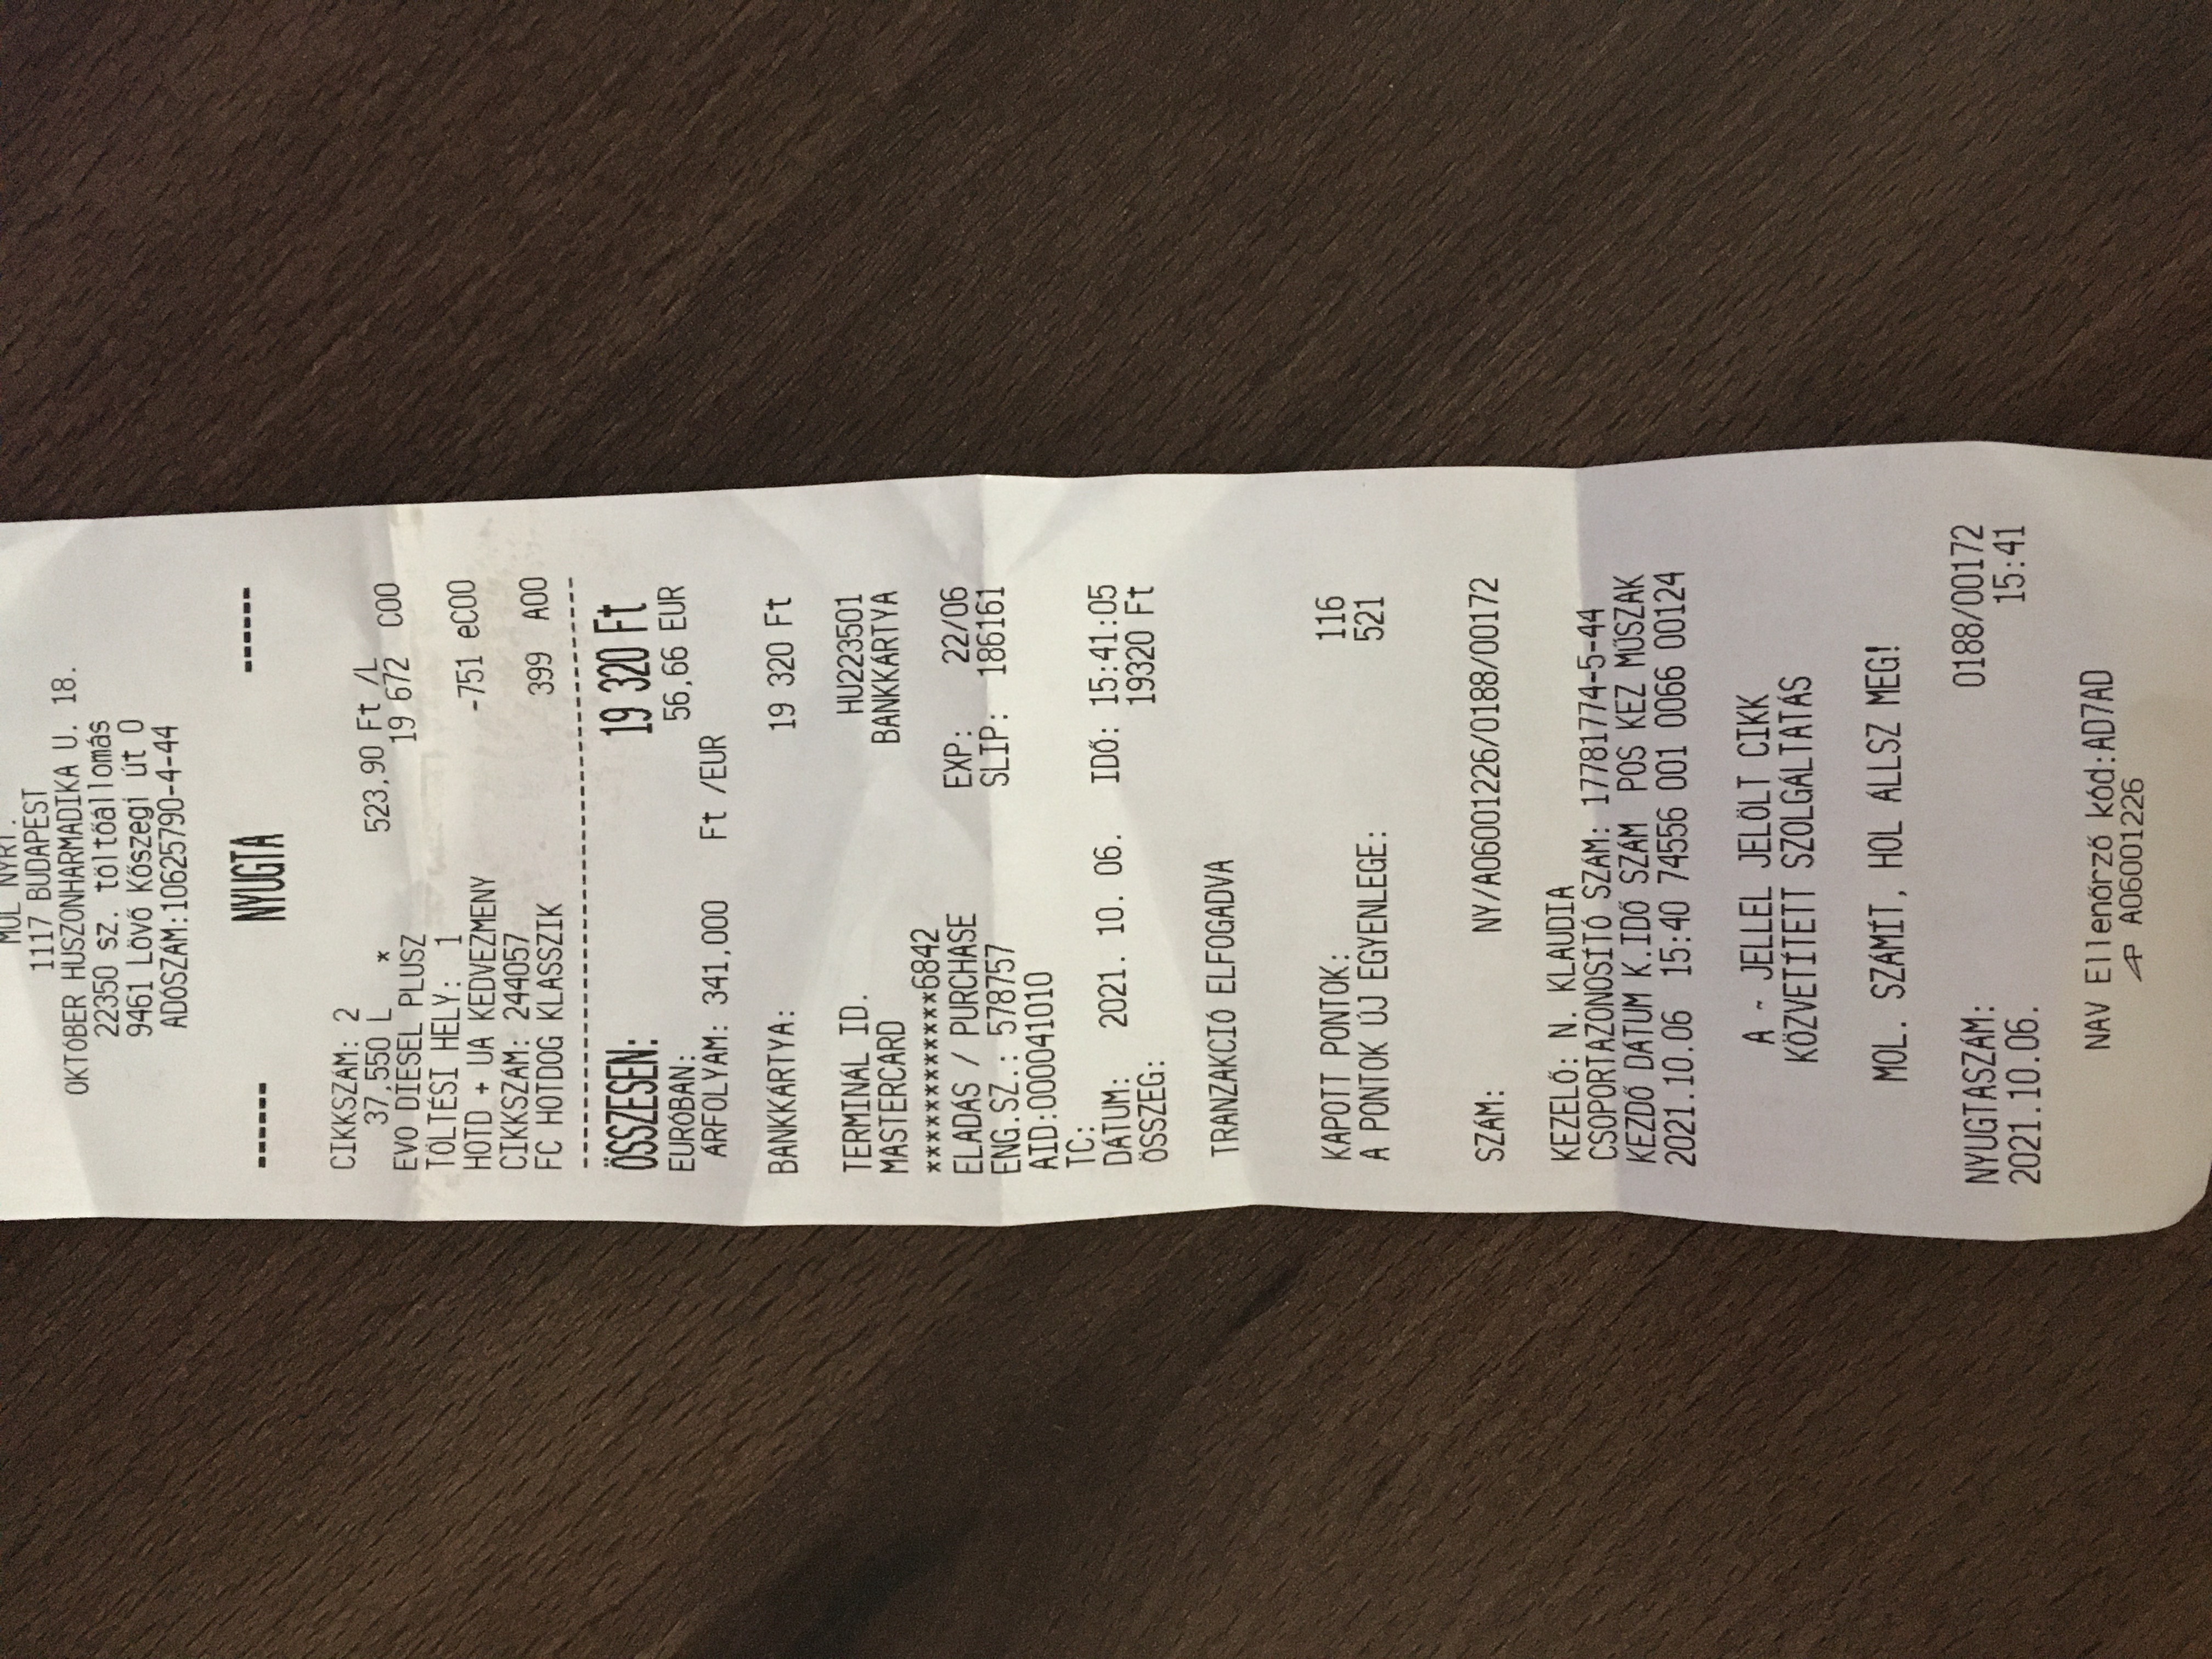 MOL NYRT.
1117 BUDAPEST
OKTÓBER HUSZONHARMADIKA U. 18.
22350 sz. töltőállomás
9461 Lövő Kőszegi út 0
ADÓSZÁM:10625790-4-44
------ NYUGTA ------
CIKKSZÁM: 2
37,550 L * 523,90 Ft /L
EVO DIESEL PLUSZ 19 672 C00
TÖLTÉSI HELY: 1
HOTD + UA KEDVEZMENY -751 eC00
CIKKSZÁM: 244057
FC HOTDOG KLASSZIK 399 A00
---------------------------------------
ÖSSZESEN: 19 320 Ft
EURÓBAN: 56,66 EUR
ÁRFOLYAM: 341,000 Ft /EUR
BANKKÁRTYA: 19 320 Ft
TERMINÁL ID. HU223501
MASTERCARD BANKKÁRTYA
************6842
ELADÁS / PURCHASE EXP: 22/06
ENG.SZ.: 578757 SLIP: 186161
AID:000041010
TC:
DÁTUM: 2021. 10. 06. IDŐ: 15:41:05
ÖSSZEG: 19320 Ft
TRANZAKCIÓ ELFOGADVA
KAPOTT PONTOK: 116
A PONTOK ÚJ EGYENLEGE: 521
SZÁM: NY/A06001226/0188/00172
KEZELŐ: N. KLAUDIA
CSOPORTAZONOSÍTÓ SZÁM: 17781774-5-44
KEZDŐ DÁTUM K.IDŐ SZÁM POS KEZ MŰSZAK
2021.10.06 15:40 74556 001 0066 00124
A ~ JELLEL JELÖLT CIKK
KÖZVETÍTETT SZOLGÁLTATÁS
MOL. SZÁMÍT, HOL ÁLLSZ MEG!
NYUGTASZÁM: 0188/00172
2021.10.06. 15:41
NAV Ellenőrző kód:AD7AD
AP A06001226